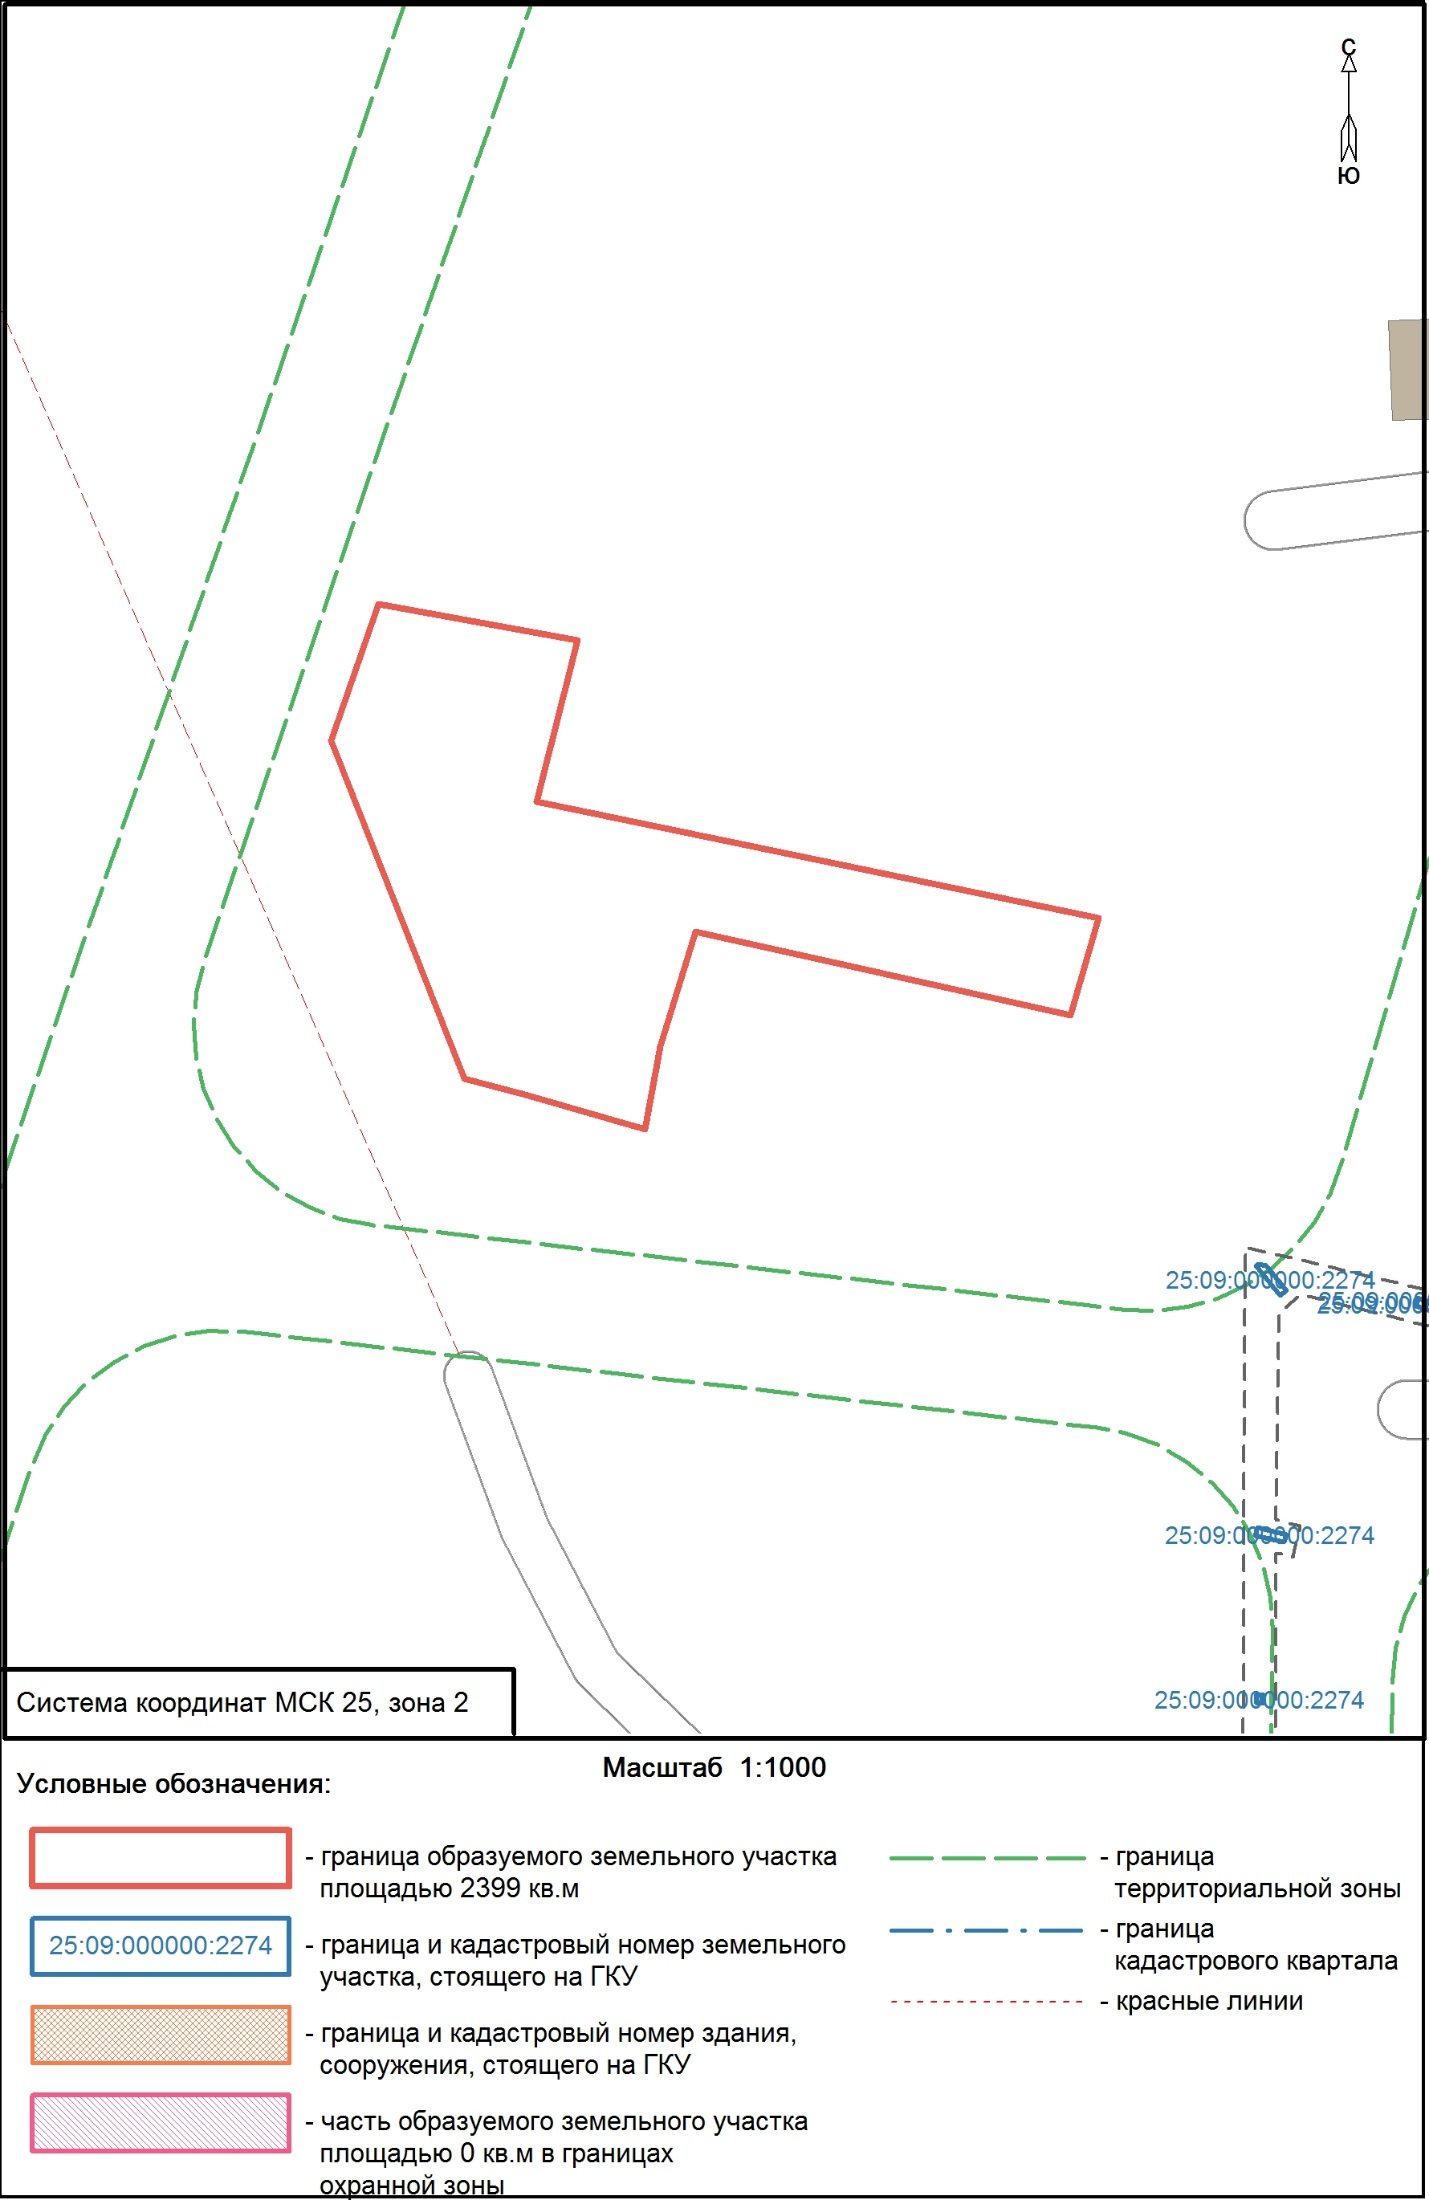 С
Ю
25:09:000000:2274
25:09:000000:2274
25:09:000000:2274
Система координат МСК 25, зона 2
Масштаб 1:1000
Условные обозначения:
- граница образуемого земельного участка
площадью 2399 кв.м
25:09:000000:2274
- граница и кадастровый номер земельного
участка, стоящего на ГКУ
- граница и кадастровый номер здания,
сооружения, стоящего на ГКУ
- часть образуемого земельного участка
площадью 0 кв.м в границах
охранной зоны
- граница
территориальной зоны
- граница
кадастрового квартала
- красные линии